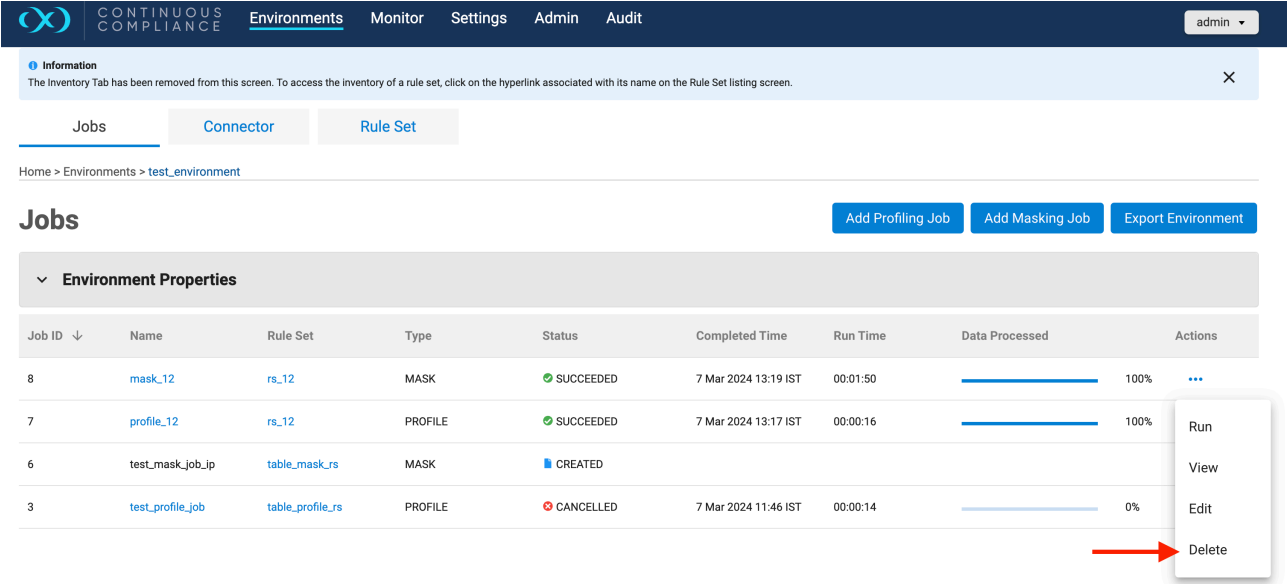 CONTINUOUS
COMPLIANCE
Environments Monitor Settings Admin Audit admin
Information
The Inventory Tab has been removed from this screen. To access the inventory of a rule set, click on the hyperlink associated with its name on the Rule Set listing screen.
Jobs Connector Rule Set
Home > Environments > test_environment
Jobs Add Profiling Job Add Masking Job Export Environment
Environment Properties
Job ID Name Rule Set Type Status Completed Time Run Time Data Processed Actions
8 mask_12 rs_12 MASK SUCCEEDED 7 Mar 2024 13:19 IST 00:01:50 100% •••
7 profile_12 rs_12 PROFILE SUCCEEDED 7 Mar 2024 13:17 IST 00:00:16 100%
6 test_mask_job_ip table_mask_rs MASK CREATED
3 test_profile_job table_profile_rs PROFILE CANCELLED 7 Mar 2024 11:46 IST 00:00:14 0%
Run
View
Edit
Delete